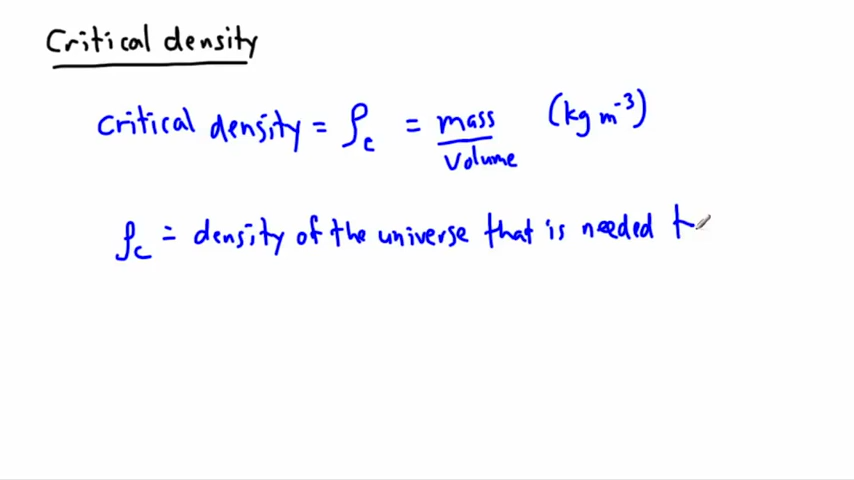 Critical density
Critical density = ρc = mass/volume (kg m⁻³)
ρc = density of the universe that is needed t